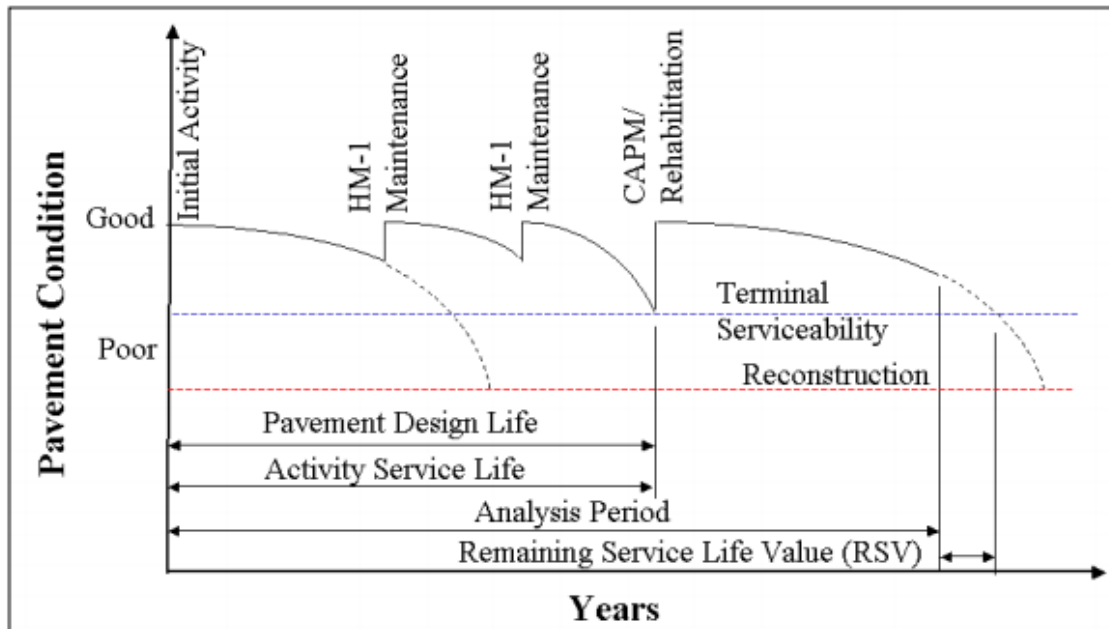 Initial Activity
HM-1
Maintenance
HM-1
Maintenance
CAPM/
Rehabilitation
Pavement Condition
Good
Poor
Terminal
Serviceability
Reconstruction
Pavement Design Life
Activity Service Life
Analysis Period
Remaining Service Life Value (RSV)
Years